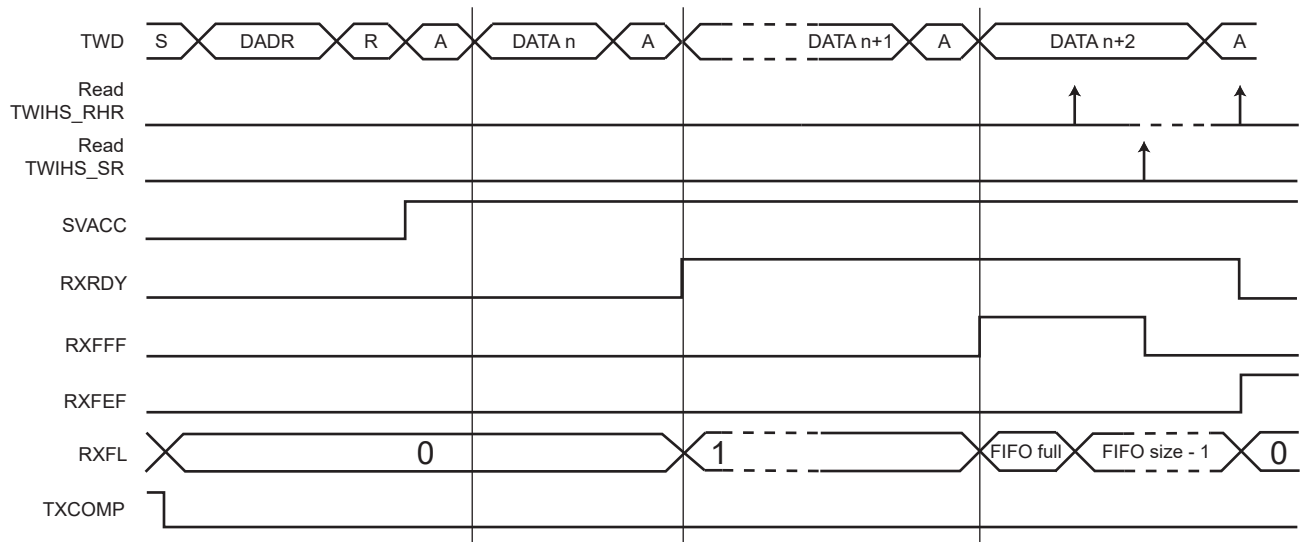 TWD S DADR R A DATA n A DATA n+1 A DATA n+2 A
Read
TWIHS_RHR
Read
TWIHS_SR
SVACC
RXRDY
RXFFF
RXFEF
RXFL 0 1 FIFO full FIFO size - 1 0
TXCOMP